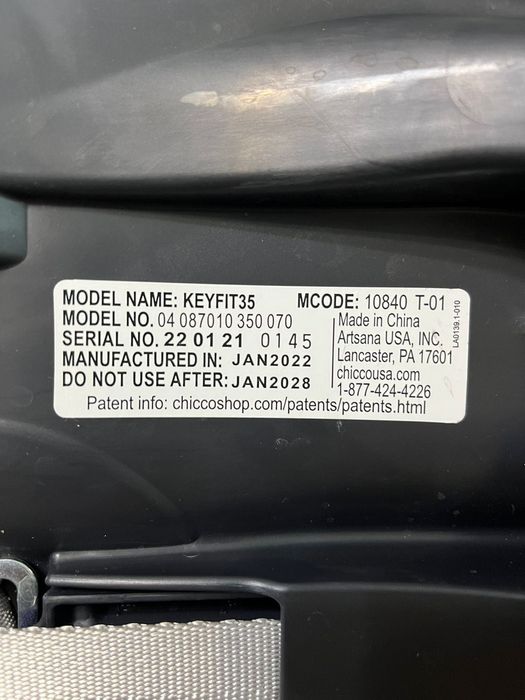 MODEL NAME: KEYFIT35 MCODE: 10840 T-01
MODEL NO. 04 087010 350 070
SERIAL NO. 22 01 21 0145
MANUFACTURED IN: JAN2022
DO NOT USE AFTER: JAN2028
Made in China
Artsana USA, INC.
Lancaster, PA 17601
chiccousa.com
1-877-424-4226
Patent info: chiccoshop.com/patents/patents.html
LA0139.1-010